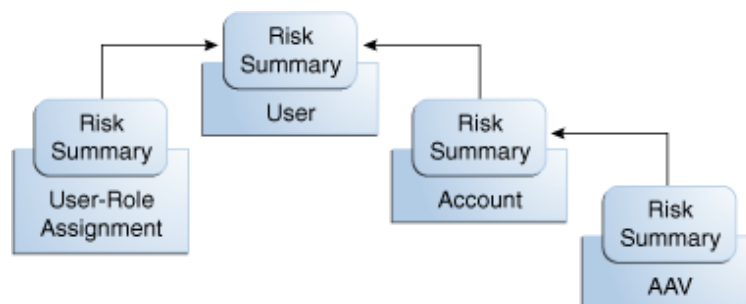 Risk
Summary
User
Risk
Summary
User-Role
Assignment
Risk
Summary
Account
Risk
Summary
AAV